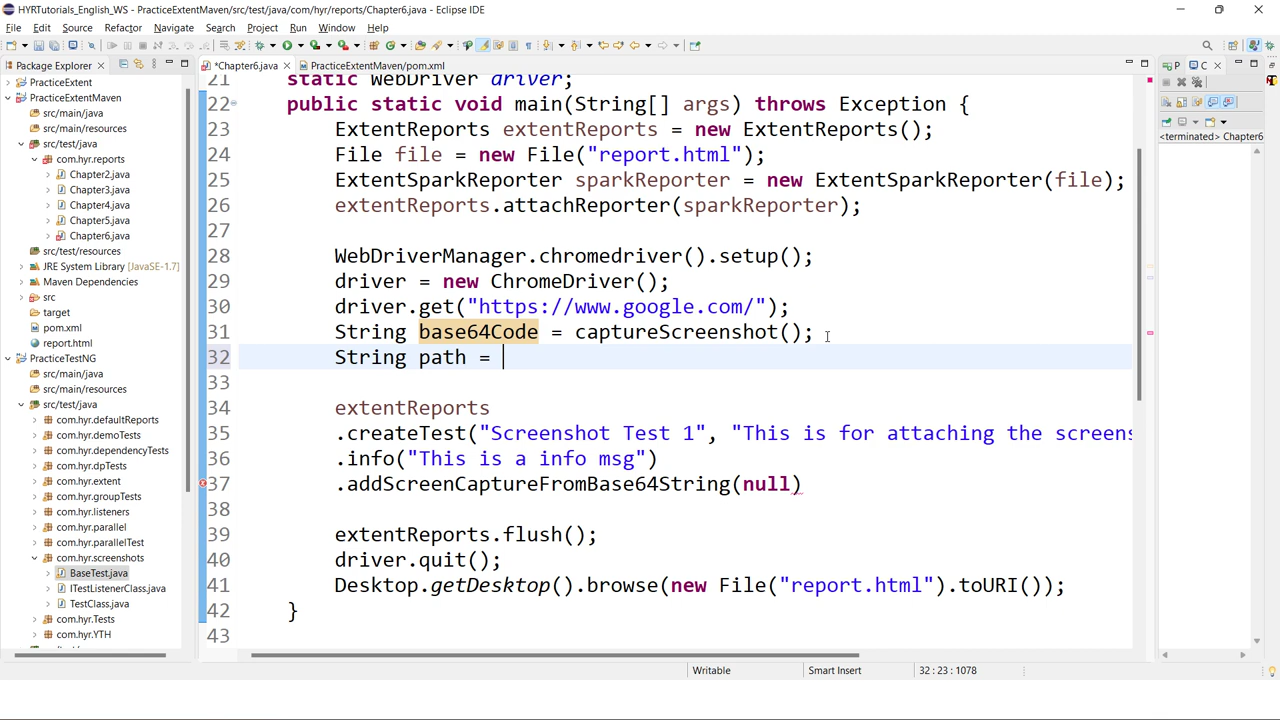 HYRTutorials_English_WS - PracticeExtentMaven/src/test/java/com/hyr/reports/Chapter6.java - Eclipse IDE
File Edit Source Refactor Navigate Search Project Run Window Help
Package Explorer
*Chapter6.java
PracticeExtentMaven/pom.xml
P
C
PracticeExtent
PracticeExtentMaven
src/main/java
src/main/resources
src/test/java
com.hyr.reports
Chapter2.java
Chapter3.java
Chapter4.java
Chapter5.java
Chapter6.java
src/test/resources
JRE System Library [JavaSE-1.7]
Maven Dependencies
src
target
pom.xml
report.html
PracticeTestNG
src/main/java
src/main/resources
src/test/java
com.hyr.defaultReports
com.hyr.demoTests
com.hyr.dependencyTests
com.hyr.dpTests
com.hyr.extent
com.hyr.groupTests
com.hyr.listeners
com.hyr.parallel
com.hyr.parallelTest
com.hyr.screenshots
BaseTest.java
ITestListenerClass.java
TestClass.java
com.hyr.Tests
com.hyr.YTH
21 static WebDriver driver;
22 public static void main(String[] args) throws Exception {
23 ExtentReports extentReports = new ExtentReports();
24 File file = new File("report.html");
25 ExtentSparkReporter sparkReporter = new ExtentSparkReporter(file);
26 extentReports.attachReporter(sparkReporter);
27
28 WebDriverManager.chromedriver().setup();
29 driver = new ChromeDriver();
30 driver.get("https://www.google.com/");
31 String base64Code = captureScreenshot();
32 String path =
33
34 extentReports
35 .createTest("Screenshot Test 1", "This is for attaching the screens
36 .info("This is a info msg")
37 .addScreenCaptureFromBase64String(null)
38
39 extentReports.flush();
40 driver.quit();
41 Desktop.getDesktop().browse(new File("report.html").toURI());
42 }
43
<terminated> Chapter6
Writable Smart Insert 32 : 23 : 1078